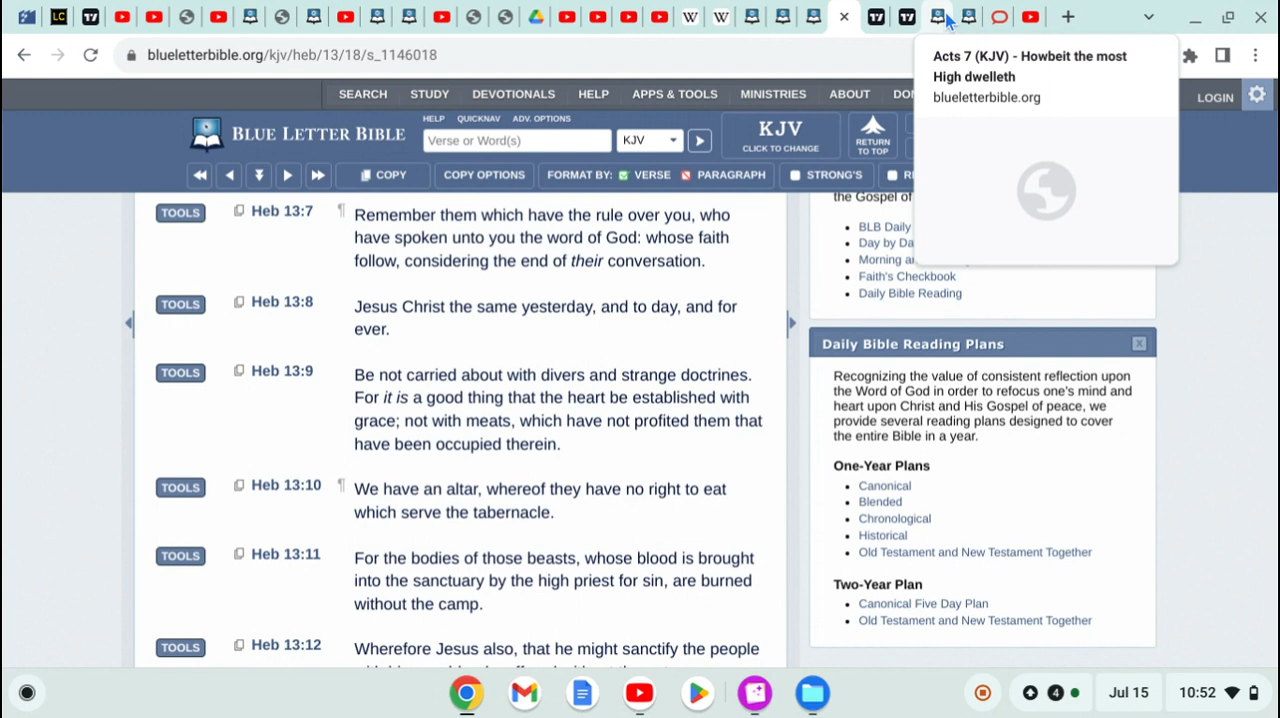 LC
W
W
blueletterbible.org/kjv/heb/13/18/s_1146018
Acts 7 (KJV) - Howbeit the most
High dwelleth
blueletterbible.org
SEARCH STUDY DEVOTIONALS HELP APPS & TOOLS MINISTRIES ABOUT
LOGIN
BLUE LETTER BIBLE
HELP QUICKNAV ADV. OPTIONS
Verse or Word(s)
KJV
KJV
CLICK TO CHANGE
RETURN
TO TOP
COPY COPY OPTIONS FORMAT BY: VERSE PARAGRAPH STRONG'S
TOOLS Heb 13:7 ¶ Remember them which have the rule over you, who
have spoken unto you the word of God: whose faith
follow, considering the end of their conversation.
TOOLS Heb 13:8 Jesus Christ the same yesterday, and to day, and for
ever.
TOOLS Heb 13:9 Be not carried about with divers and strange doctrines.
For it is a good thing that the heart be established with
grace; not with meats, which have not profited them that
have been occupied therein.
TOOLS Heb 13:10 ¶ We have an altar, whereof they have no right to eat
which serve the tabernacle.
TOOLS Heb 13:11 For the bodies of those beasts, whose blood is brought
into the sanctuary by the high priest for sin, are burned
without the camp.
TOOLS Heb 13:12 Wherefore Jesus also, that he might sanctify the people
the Gospel of
BLB Daily
Day by Da
Morning a
Faith's Checkbook
Daily Bible Reading
Daily Bible Reading Plans
Recognizing the value of consistent reflection upon
the Word of God in order to refocus one's mind and
heart upon Christ and His Gospel of peace, we
provide several reading plans designed to cover
the entire Bible in a year.
One-Year Plans
Canonical
Blended
Chronological
Historical
Old Testament and New Testament Together
Two-Year Plan
Canonical Five Day Plan
Old Testament and New Testament Together
4
Jul 15
10:52